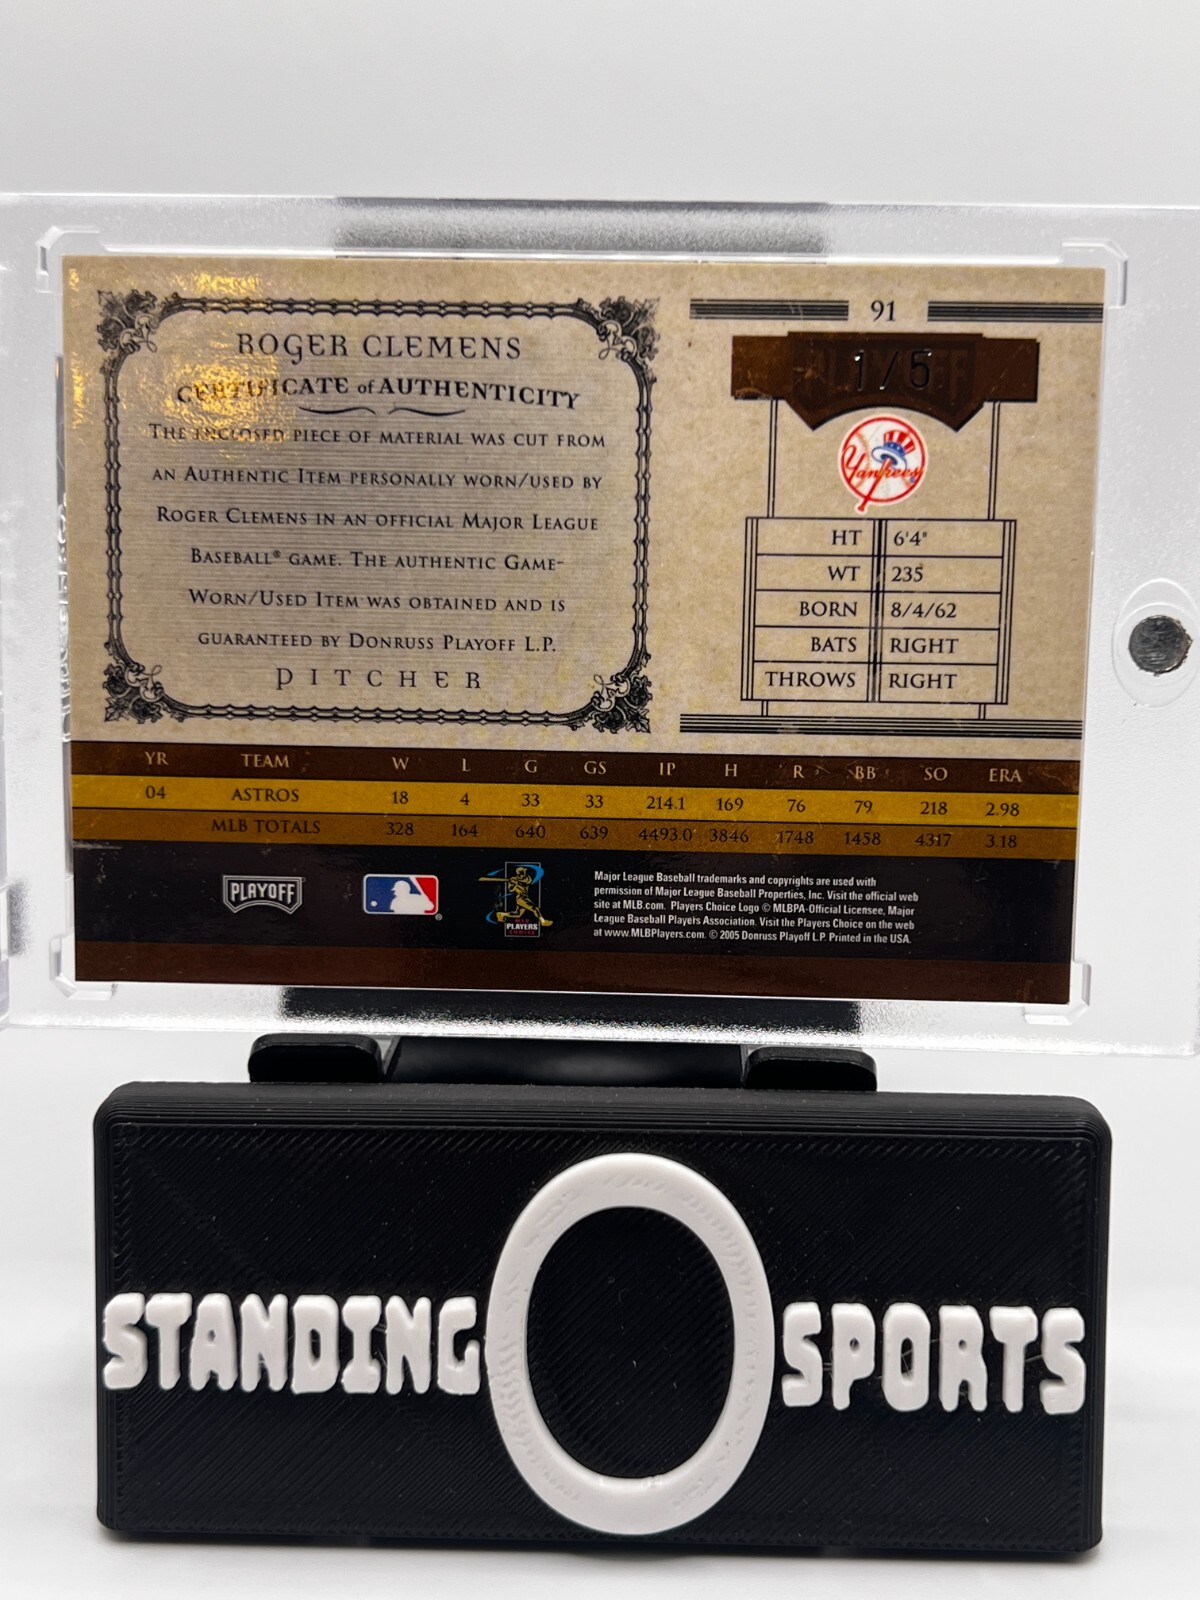 91
ROGER CLEMENS
CERTIFICATE of AUTHENTICITY
THE ENCLOSED PIECE OF MATERIAL WAS CUT FROM
AN AUTHENTIC ITEM PERSONALLY WORN/USED BY
ROGER CLEMENS IN AN OFFICIAL MAJOR LEAGUE
BASEBALL® GAME. THE AUTHENTIC GAME-
WORN/USED ITEM WAS OBTAINED AND IS
GUARANTEED BY DONRUSS PLAYOFF L.P.
PITCHER
PLAYOFF
1/5
Yankees
HT 6'4"
WT 235
BORN 8/4/62
BATS RIGHT
THROWS RIGHT
YR TEAM W L G GS IP H R BB SO ERA
04 ASTROS 18 4 33 33 214.1 169 76 79 218 2.98
MLB TOTALS 328 164 640 639 4493.0 3846 1748 1458 4317 3.18
PLAYOFF
MLB
PLAYERS
CHOICE
Major League Baseball trademarks and copyrights are used with
permission of Major League Baseball Properties, Inc. Visit the official web
site at MLB.com. Players Choice Logo © MLBPA-Official Licensee, Major
League Baseball Players Association. Visit the Players Choice on the web
at www.MLBPlayers.com. © 2005 Donruss Playoff L.P. Printed in the USA.
STANDING O SPORTS